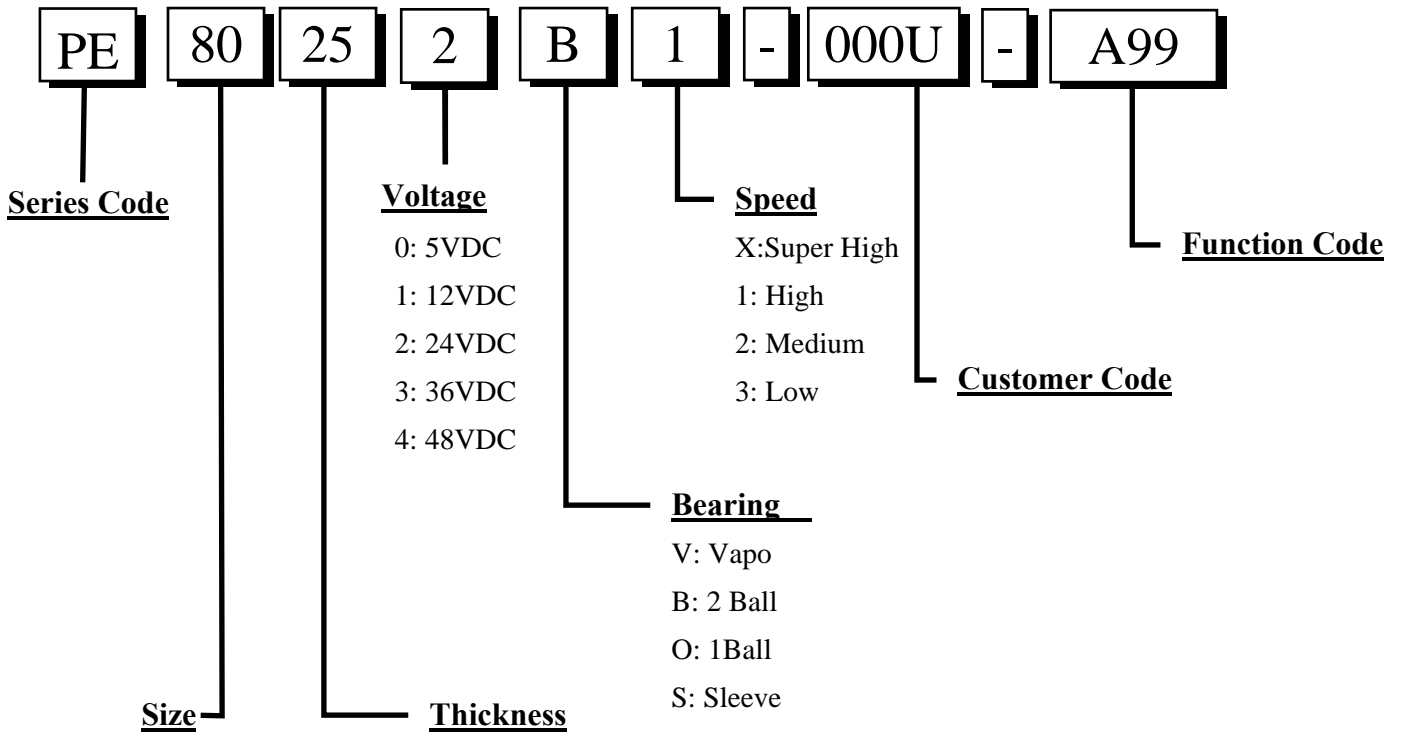 PE 80 25 2 B 1 - 000U - A99
Series Code
Voltage
0: 5VDC
1: 12VDC
2: 24VDC
3: 36VDC
4: 48VDC
Speed
X:Super High
1: High
2: Medium
3: Low
Function Code
Customer Code
Bearing
V: Vapo
B: 2 Ball
O: 1Ball
S: Sleeve
Size
Thickness